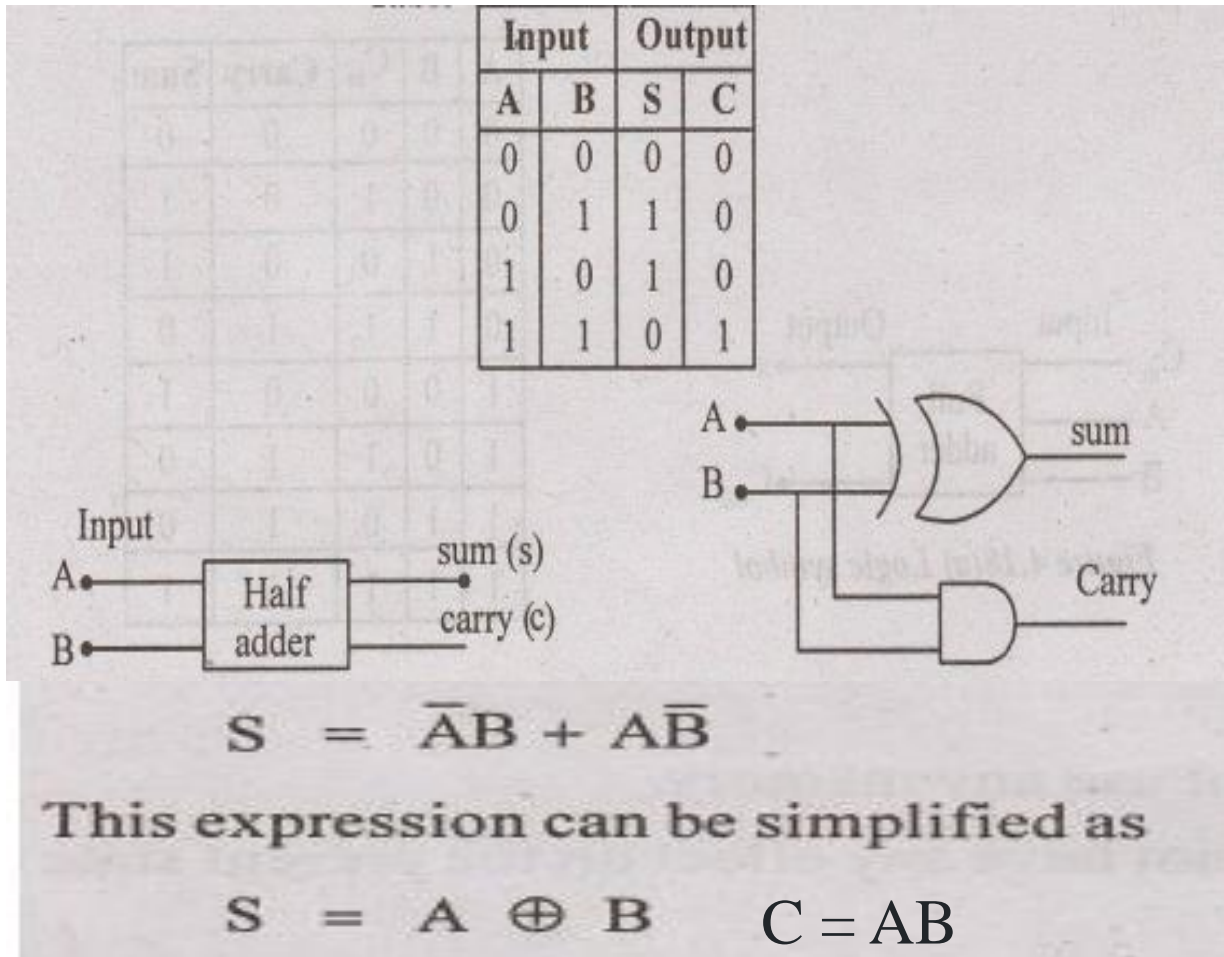 Input Output
A B S C
0 0 0 0
0 1 1 0
1 0 1 0
1 1 0 1
A
B
sum
Carry
Input
A
B
Half
adder
sum (s)
carry (c)
S = A̅B + AB̅
This expression can be simplified as
S = A ⊕ B C = AB